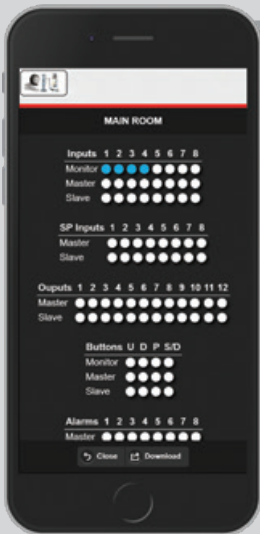 MAIN ROOM
Inputs 1 2 3 4 5 6 7 8
Monitor
Master
Slave
SP Inputs 1 2 3 4 5 6 7 8
Master
Slave
Ouputs 1 2 3 4 5 6 7 8 9 10 11 12
Master
Slave
Buttons U D P S/D
Monitor
Master
Slave
Alarms 1 2 3 4 5 6 7 8
Master
Close Download